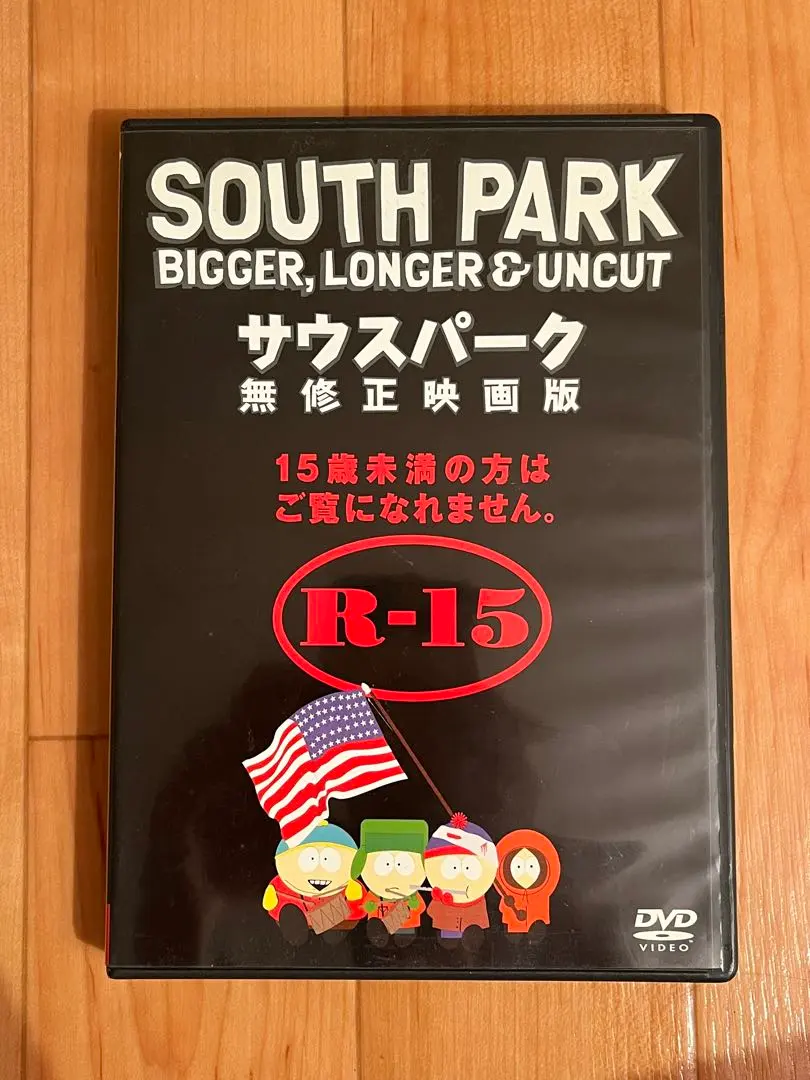 SOUTH PARK
BIGGER, LONGER & UNCUT
サウスパーク
無修正映画版
15歳未満の方は
ご覧になれません。
R-15
DVD
VIDEO